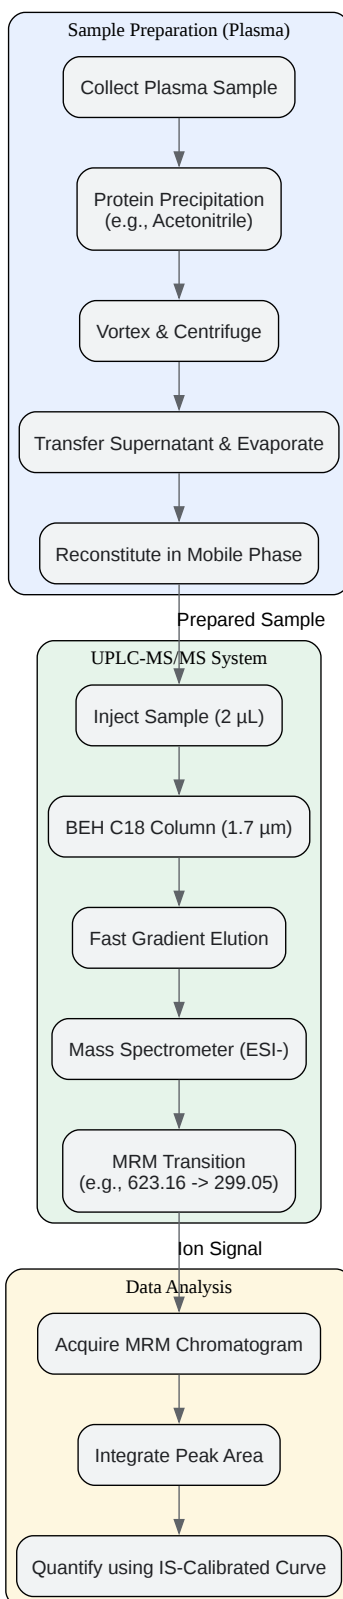 Sample Preparation (Plasma)
Collect Plasma Sample
Protein Precipitation
(e.g., Acetonitrile)
Vortex & Centrifuge
Transfer Supernatant & Evaporate
Reconstitute in Mobile Phase
Prepared Sample
UPLC-MS/MS System
Inject Sample (2 µL)
BEH C18 Column (1.7 µm)
Fast Gradient Elution
Mass Spectrometer (ESI-)
MRM Transition
(e.g., 623.16 -> 299.05)
Ion Signal
Data Analysis
Acquire MRM Chromatogram
Integrate Peak Area
Quantify using IS-Calibrated Curve